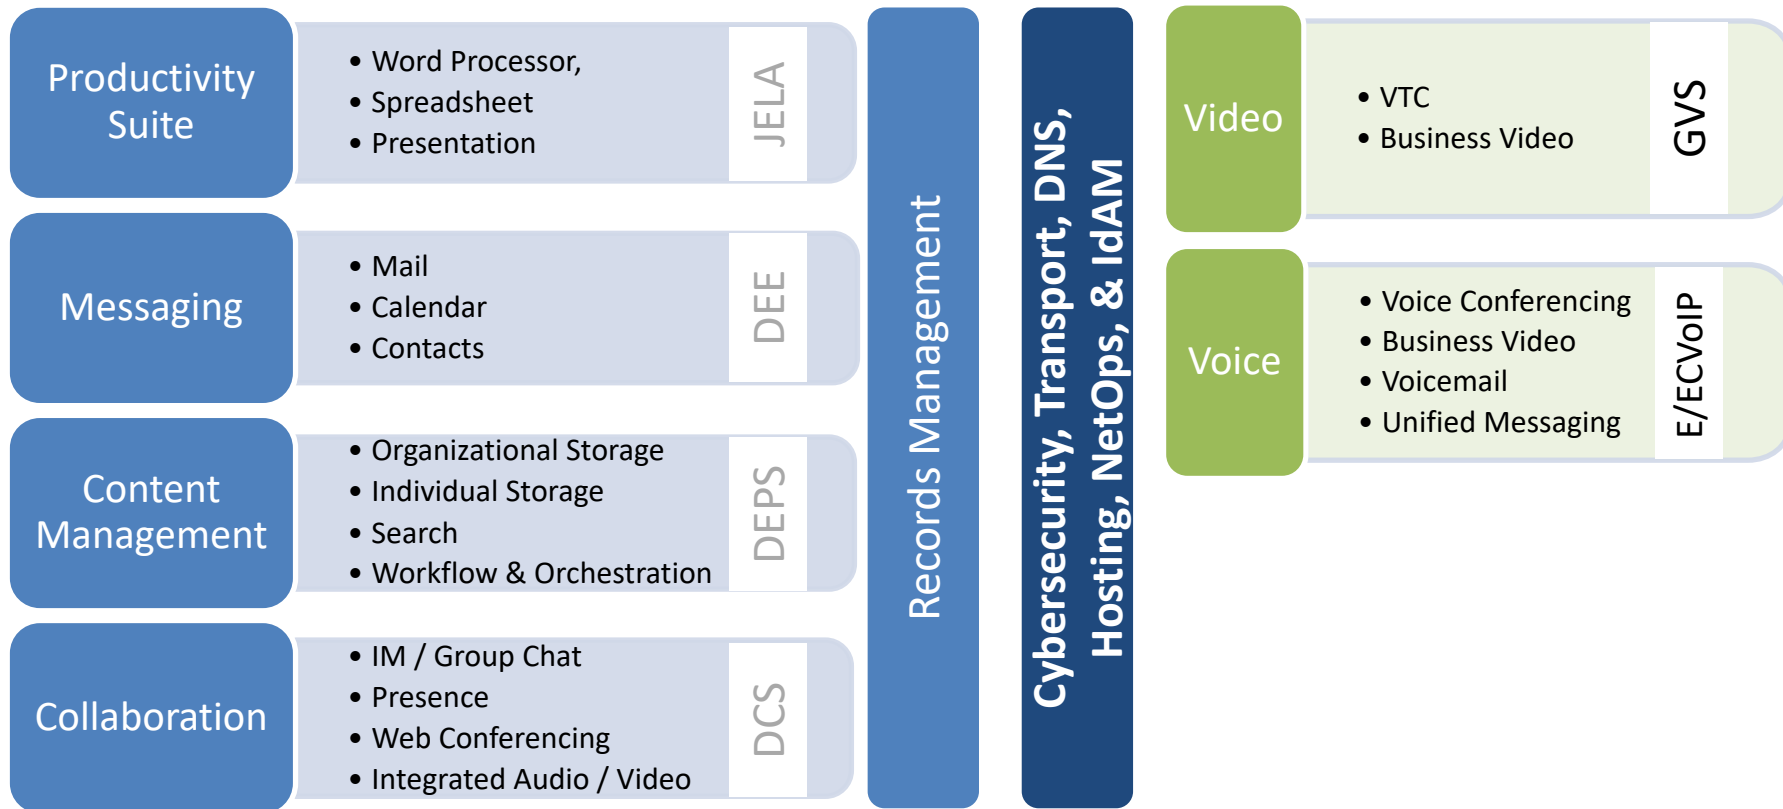 Productivity
Suite
• Word Processor,
• Spreadsheet
• Presentation
JELA
Messaging
• Mail
• Calendar
• Contacts
DEE
Content
Management
• Organizational Storage
• Individual Storage
• Search
• Workflow & Orchestration
DEPS
Collaboration
• IM / Group Chat
• Presence
• Web Conferencing
• Integrated Audio / Video
DCS
Records Management
Cybersecurity, Transport, DNS,
Hosting, NetOps, & IdAM
Video
• VTC
• Business Video
GVS
Voice
• Voice Conferencing
• Business Video
• Voicemail
• Unified Messaging
E/ECVoIP